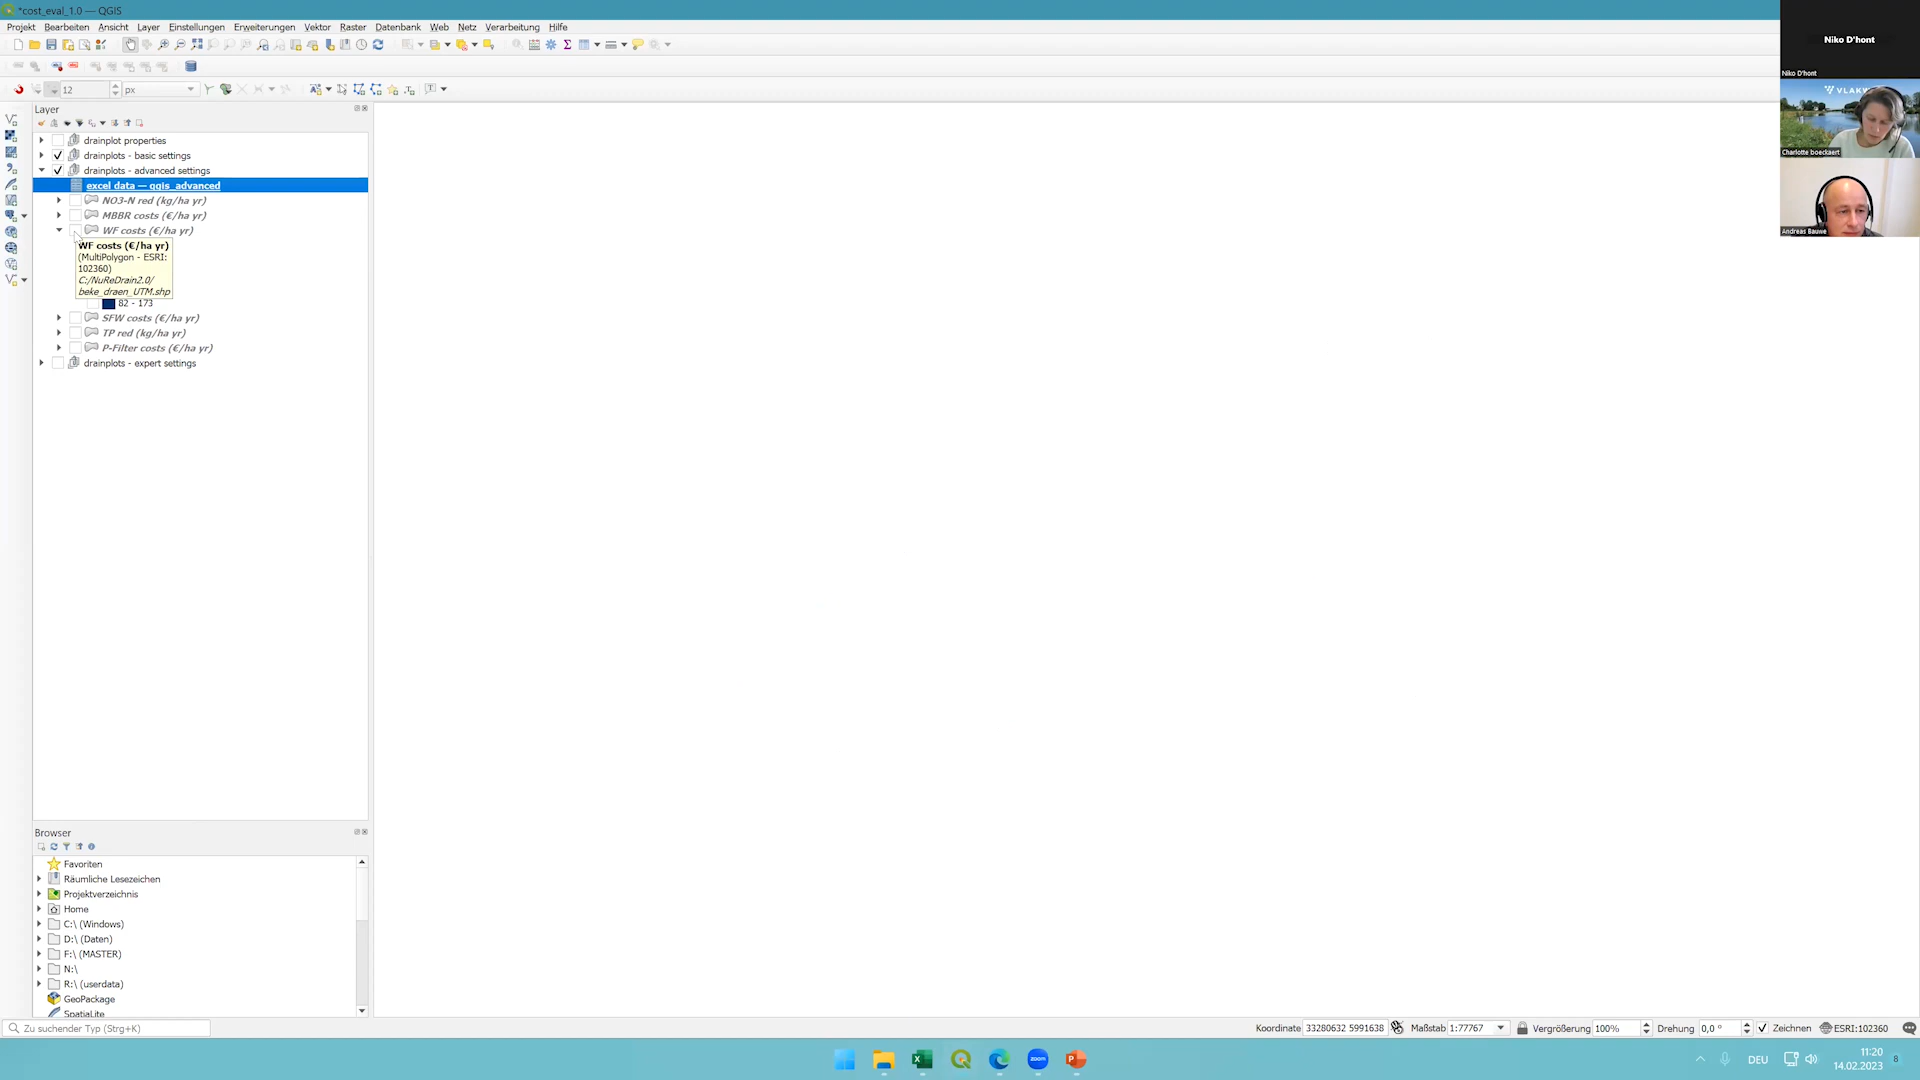 *cost_eval_1.0 — QGIS
Projekt Bearbeiten Ansicht Layer Einstellungen Erweiterungen Vektor Raster Datenbank Web Netz Verarbeitung Hilfe
12 px
Layer
drainplot properties
drainplots - basic settings
drainplots - advanced settings
excel data — qgis_advanced
NO3-N red (kg/ha yr)
MBBR costs (€/ha yr)
WF costs (€/ha yr)
WF costs (€/ha yr)
(MultiPolygon - ESRI:
102360)
C:/NuReDrain2.0/
beke_draen_UTM.shp
82 - 173
SFW costs (€/ha yr)
TP red (kg/ha yr)
P-Filter costs (€/ha yr)
drainplots - expert settings
Browser
Favoriten
Räumliche Lesezeichen
Projektverzeichnis
Home
C:\ (Windows)
D:\ (Daten)
F:\ (MASTER)
N:\
R:\ (userdata)
GeoPackage
SpatiaLite
Zu suchender Typ (Strg+K)
Koordinate 33280632 5991638 Maßstab 1:77767 Vergrößerung 100% Drehung 0,0 ° Zeichnen ESRI:102360
Niko D'hont
Niko D'hont
Charlotte boeckaert
Andreas Bauwe
zoom
DEU
11:20
14.02.2023
8